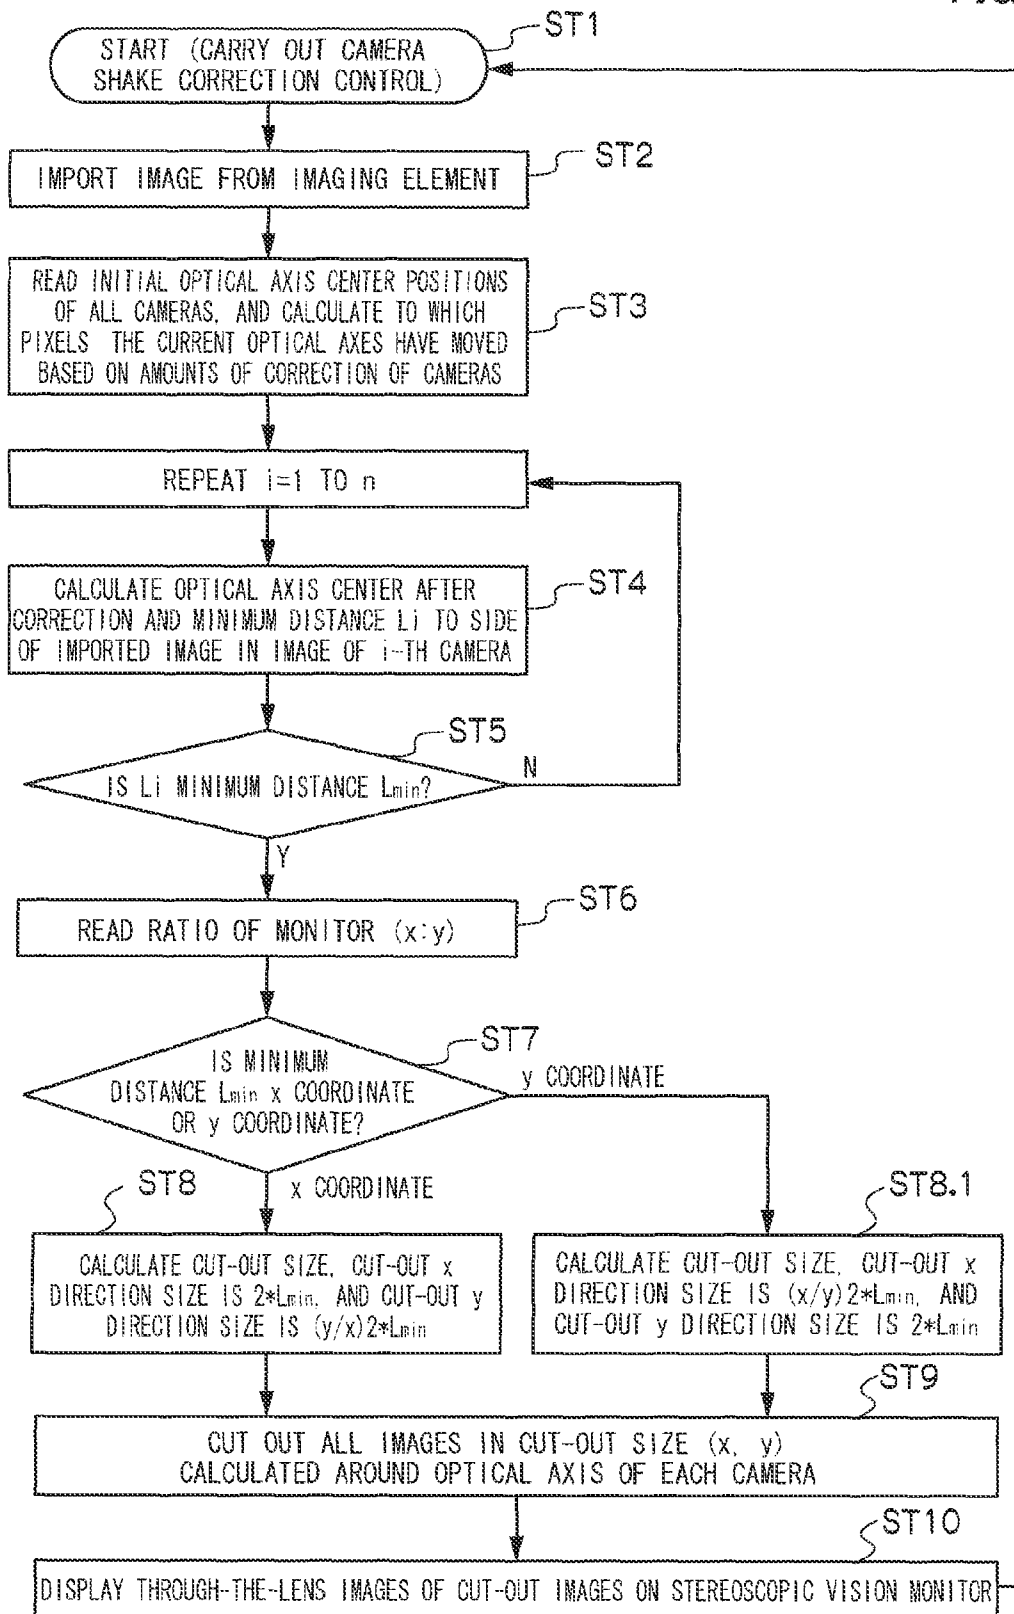 ST1
START (CARRY OUT CAMERA
SHAKE CORRECTION CONTROL)
ST2
IMPORT IMAGE FROM IMAGING ELEMENT
ST3
READ INITIAL OPTICAL AXIS CENTER POSITIONS
OF ALL CAMERAS, AND CALCULATE TO WHICH
PIXELS THE CURRENT OPTICAL AXES HAVE MOVED
BASED ON AMOUNTS OF CORRECTION OF CAMERAS
REPEAT i=1 TO n
ST4
CALCULATE OPTICAL AXIS CENTER AFTER
CORRECTION AND MINIMUM DISTANCE Li TO SIDE
OF IMPORTED IMAGE IN IMAGE OF i-TH CAMERA
ST5
IS Li MINIMUM DISTANCE Lmin?
N
Y
ST6
READ RATIO OF MONITOR (x:y)
ST7
IS MINIMUM
DISTANCE Lmin x COORDINATE
OR y COORDINATE?
y COORDINATE
x COORDINATE
ST8
CALCULATE CUT-OUT SIZE, CUT-OUT x
DIRECTION SIZE IS 2*Lmin, AND CUT-OUT y
DIRECTION SIZE IS (y/x)2*Lmin
ST8.1
CALCULATE CUT-OUT SIZE, CUT-OUT x
DIRECTION SIZE IS (x/y)2*Lmin, AND
CUT-OUT y DIRECTION SIZE IS 2*Lmin
ST9
CUT OUT ALL IMAGES IN CUT-OUT SIZE (x, y)
CALCULATED AROUND OPTICAL AXIS OF EACH CAMERA
ST10
DISPLAY THROUGH-THE-LENS IMAGES OF CUT-OUT IMAGES ON STEREOSCOPIC VISION MONITOR